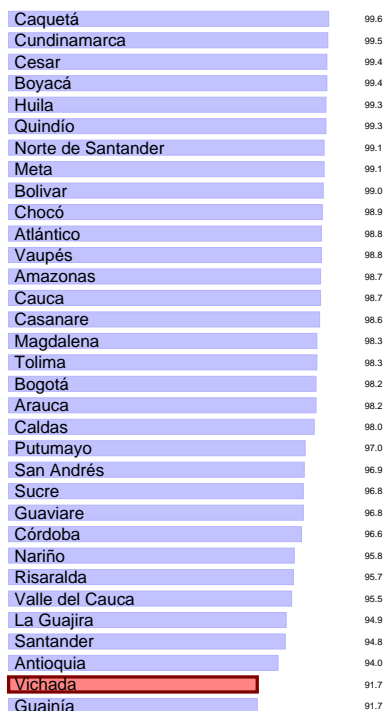 Caquetá 99.6
Cundinamarca 99.5
Cesar 99.4
Boyacá 99.4
Huila 99.3
Quindío 99.3
Norte de Santander 99.1
Meta 99.1
Bolivar 99.0
Chocó 98.9
Atlántico 98.8
Vaupés 98.8
Amazonas 98.7
Cauca 98.7
Casanare 98.6
Magdalena 98.3
Tolima 98.3
Bogotá 98.2
Arauca 98.2
Caldas 98.0
Putumayo 97.0
San Andrés 96.9
Sucre 96.8
Guaviare 96.8
Córdoba 96.6
Nariño 95.8
Risaralda 95.7
Valle del Cauca 95.5
La Guajira 94.9
Santander 94.8
Antioquia 94.0
Vichada 91.7
Guainía 91.7